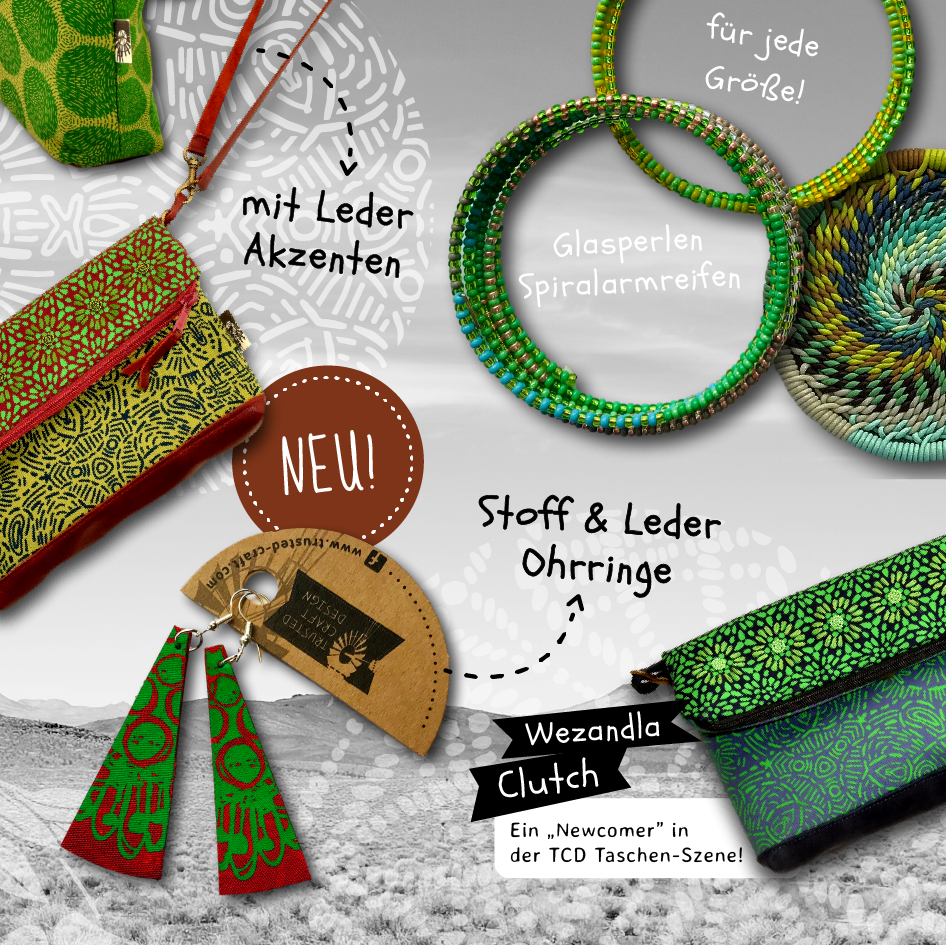 für jede
Größe!
mit Leder
Akzenten
Glasperlen
Spiralarmreifen
NEU!
Stoff & Leder
Ohrringe
www.trusted-craft.com
TRUSTED
CRAFT
DESIGN
Wezandla
Clutch
Ein „Newcomer” in
der TCD Taschen-Szene!